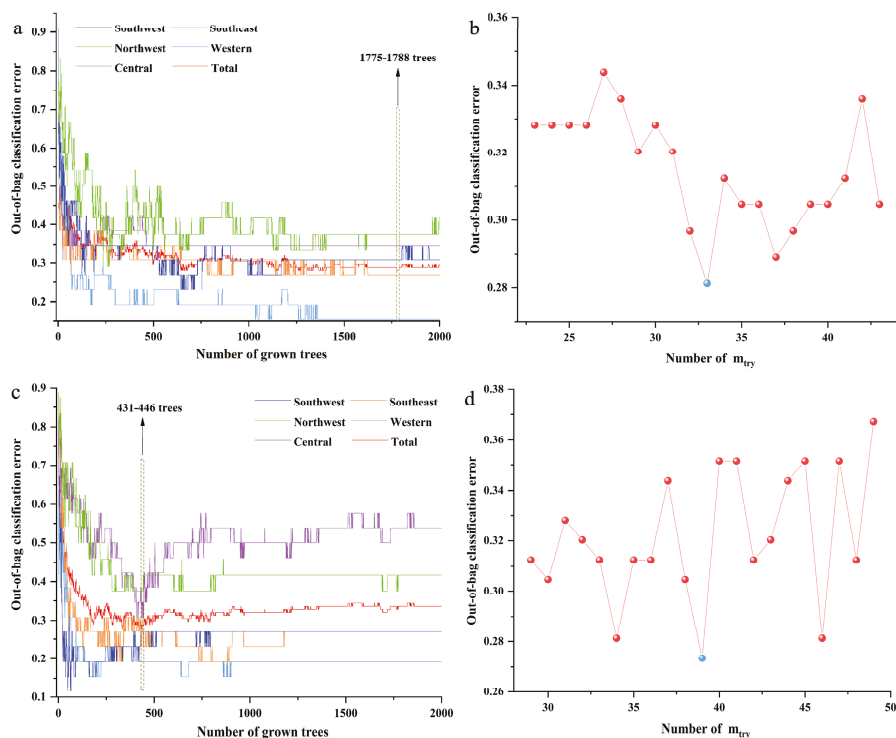 a
Southwest Southeast
Northwest Western
Central Total
1775-1788 trees
0.9
0.8
0.7
0.6
0.5
0.4
0.3
0.2
Out-of-bag classification error
0 500 1000 1500 2000
Number of grown trees
b
0.36
0.34
0.32
0.30
0.28
Out-of-bag classification error
25 30 35 40
Number of mtry
c
Southwest Southeast
Northwest Western
Central Total
431-446 trees
0.9
0.8
0.7
0.6
0.5
0.4
0.3
0.2
0.1
Out-of-bag classification error
0 500 1000 1500 2000
Number of grown trees
d
0.38
0.36
0.34
0.32
0.30
0.28
0.26
Out-of-bag classification error
30 35 40 45 50
Number of mtry